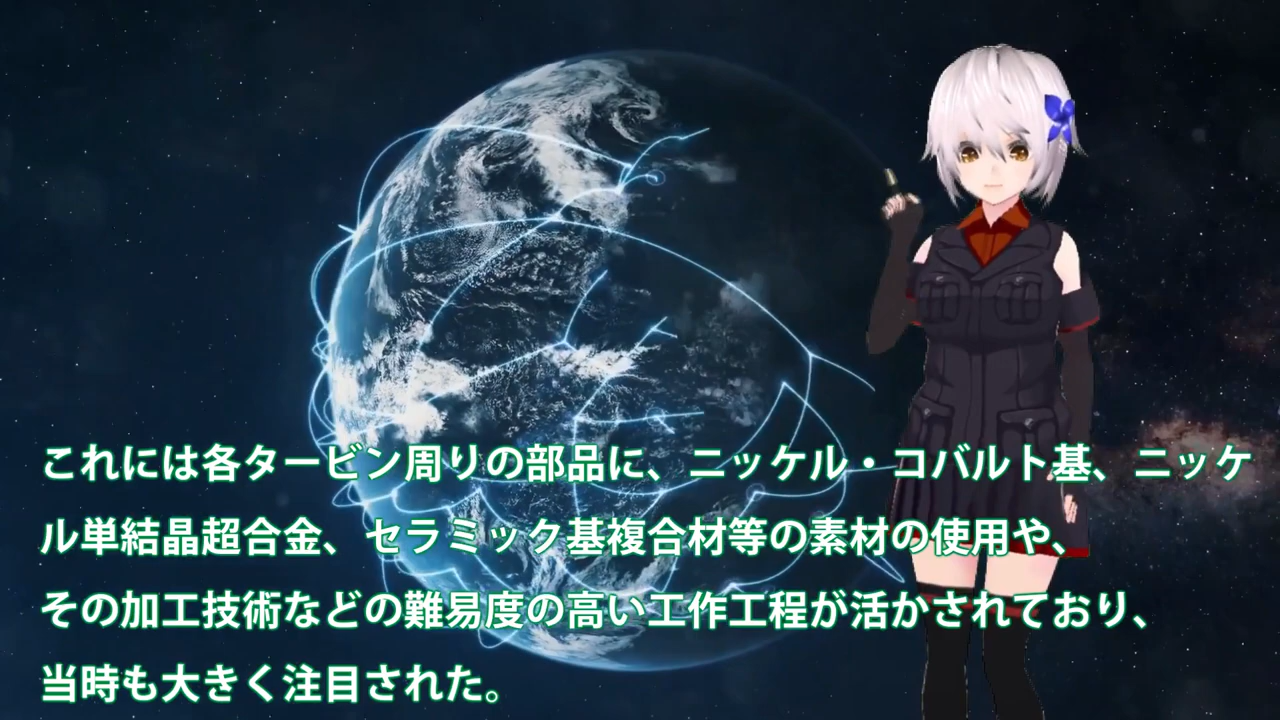 これには各タービン周りの部品に、ニッケル・コバルト基、ニッケ
ル単結晶超合金、セラミック基複合材等の素材の使用や、
その加工技術などの難易度の高い工作工程が活かされており、
当時も大きく注目された。